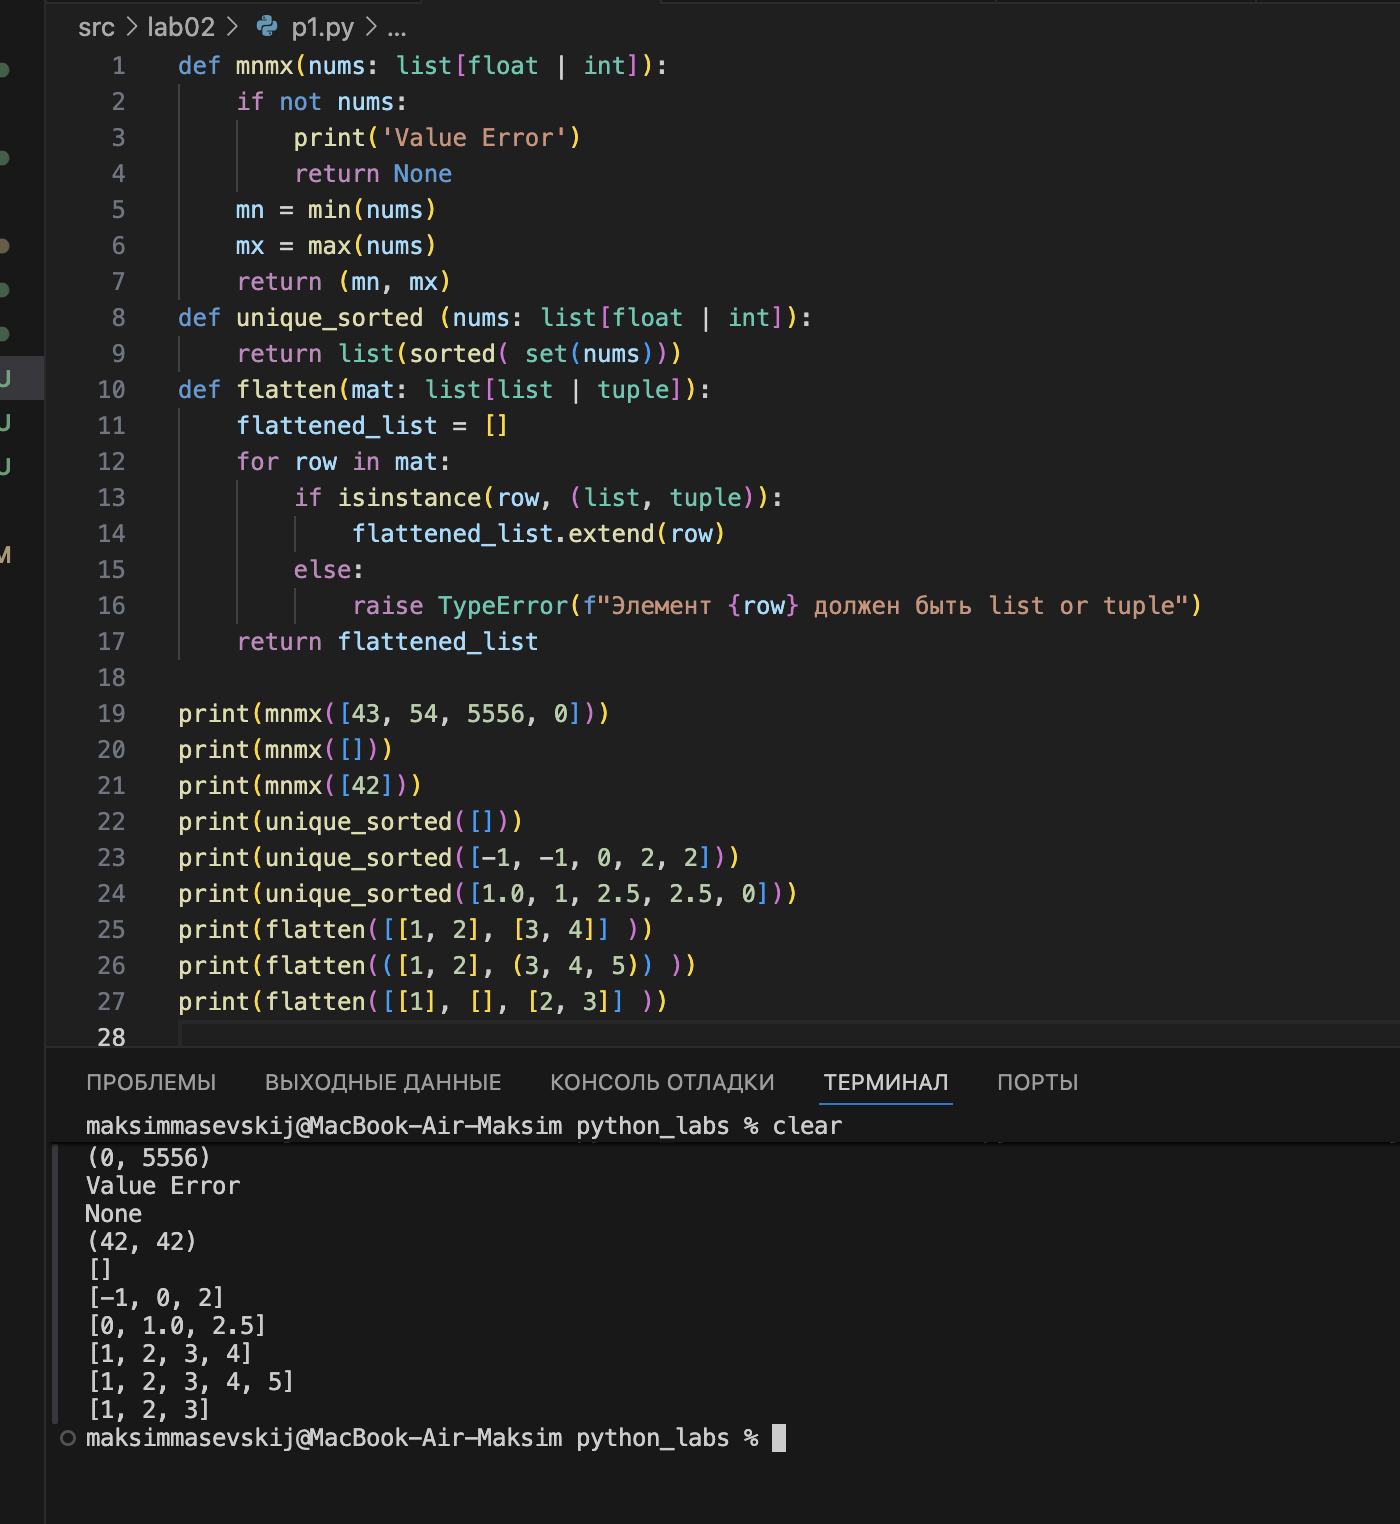 src > lab02 > p1.py > ...
1 def mnmx(nums: list[float | int]):
2     if not nums:
3         print('Value Error')
4         return None
5     mn = min(nums)
6     mx = max(nums)
7     return (mn, mx)
8 def unique_sorted (nums: list[float | int]):
9     return list(sorted( set(nums)))
10 def flatten(mat: list[list | tuple]):
11     flattened_list = []
12     for row in mat:
13         if isinstance(row, (list, tuple)):
14             flattened_list.extend(row)
15         else:
16             raise TypeError(f"Элемент {row} должен быть list or tuple")
17     return flattened_list
18
19 print(mnmx([43, 54, 5556, 0]))
20 print(mnmx([]))
21 print(mnmx([42]))
22 print(unique_sorted([]))
23 print(unique_sorted([-1, -1, 0, 2, 2]))
24 print(unique_sorted([1.0, 1, 2.5, 2.5, 0]))
25 print(flatten([[1, 2], [3, 4]] ))
26 print(flatten(([1, 2], (3, 4, 5)) ))
27 print(flatten([[1], [], [2, 3]] ))
28
U
U
U
M
ПРОБЛЕМЫ ВЫХОДНЫЕ ДАННЫЕ КОНСОЛЬ ОТЛАДКИ ТЕРМИНАЛ ПОРТЫ
maksimmasevskij@MacBook-Air-Maksim python_labs % clear
(0, 5556)
Value Error
None
(42, 42)
[]
[-1, 0, 2]
[0, 1.0, 2.5]
[1, 2, 3, 4]
[1, 2, 3, 4, 5]
[1, 2, 3]
maksimmasevskij@MacBook-Air-Maksim python_labs %